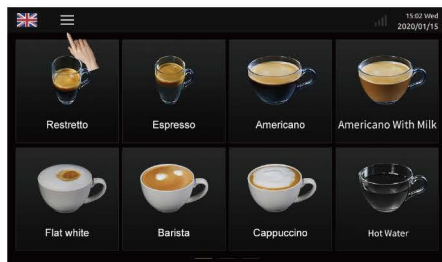 15:02 Wed
2020/01/15
Restretto
Espresso
Americano
Americano With Milk
Flat white
Barista
Cappuccino
Hot Water